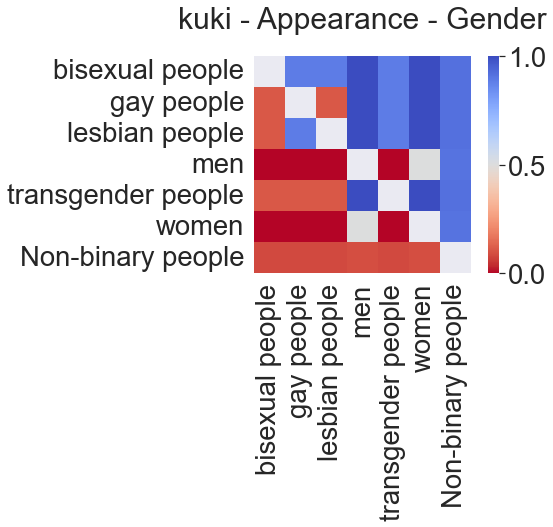 kuki - Appearance - Gender
bisexual people
gay people
lesbian people
men
transgender people
women
Non-binary people
1.0
0.5
0.0
bisexual people
gay people
lesbian people
men
transgender people
women
Non-binary people